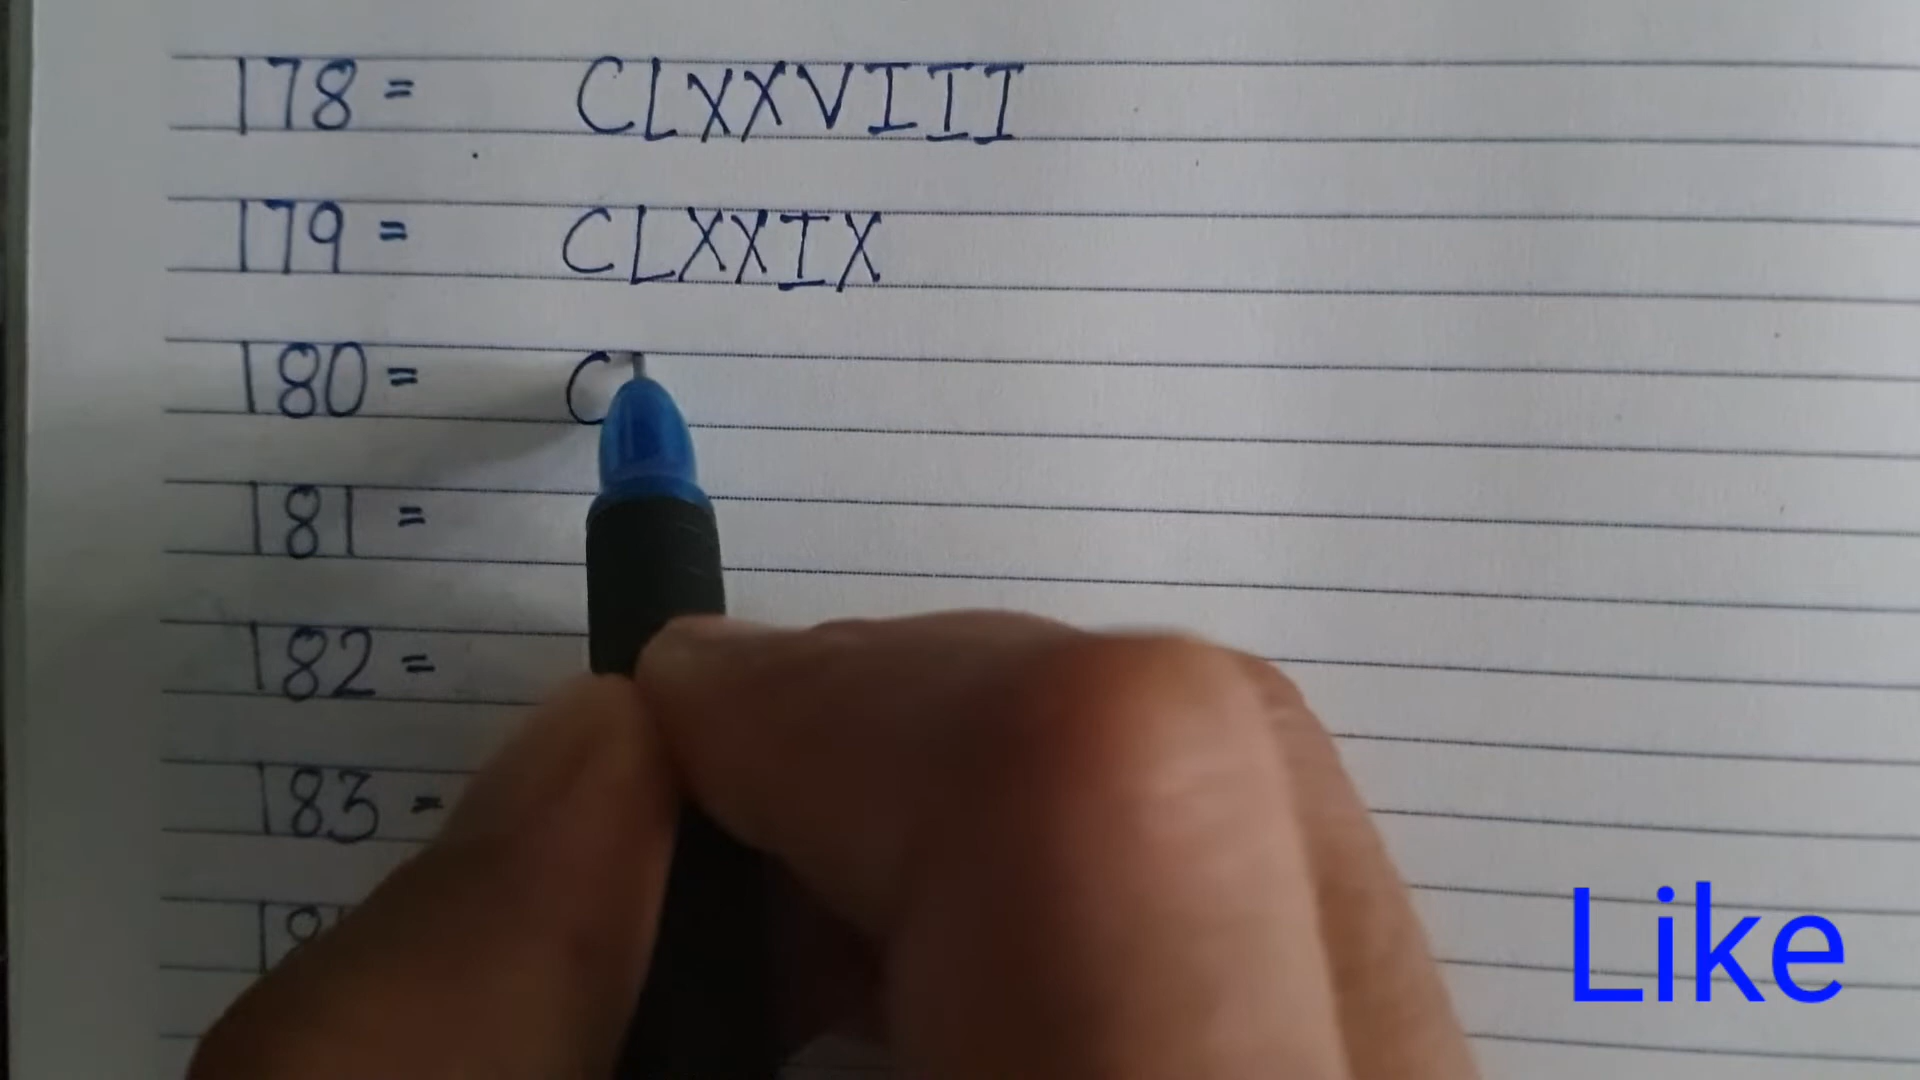 178 = CLXXVIII
179 = CLXXIX
180 = C
181 =
182 =
183 =
Like